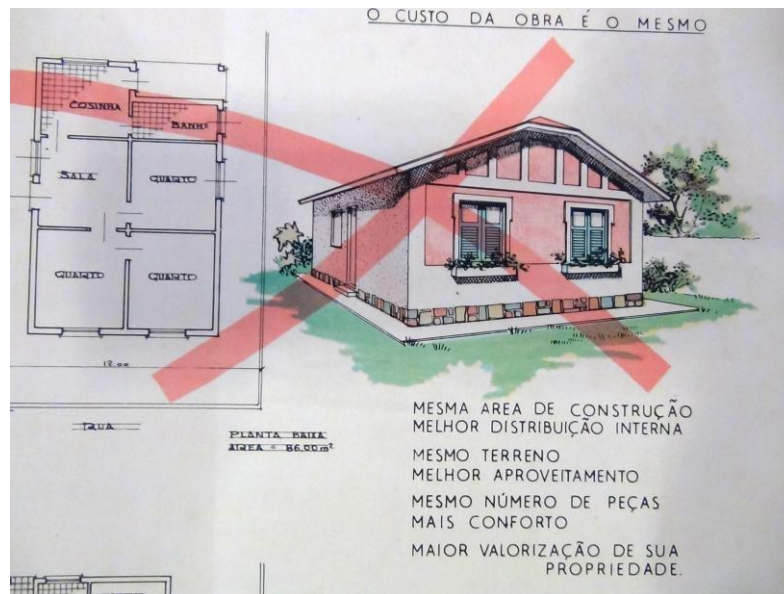 O CUSTO DA OBRA É O MESMO
COSINHA
BANHº
SALA
QUARTO
QUARTO
QUARTO
12.00
RUA
PLANTA BAIXA
AREA = 86.00 m²
MESMA AREA DE CONSTRUÇÃO
MELHOR DISTRIBUIÇÃO INTERNA
MESMO TERRENO
MELHOR APROVEITAMENTO
MESMO NÚMERO DE PEÇAS
MAIS CONFORTO
MAIOR VALORIZAÇÃO DE SUA
PROPRIEDADE.